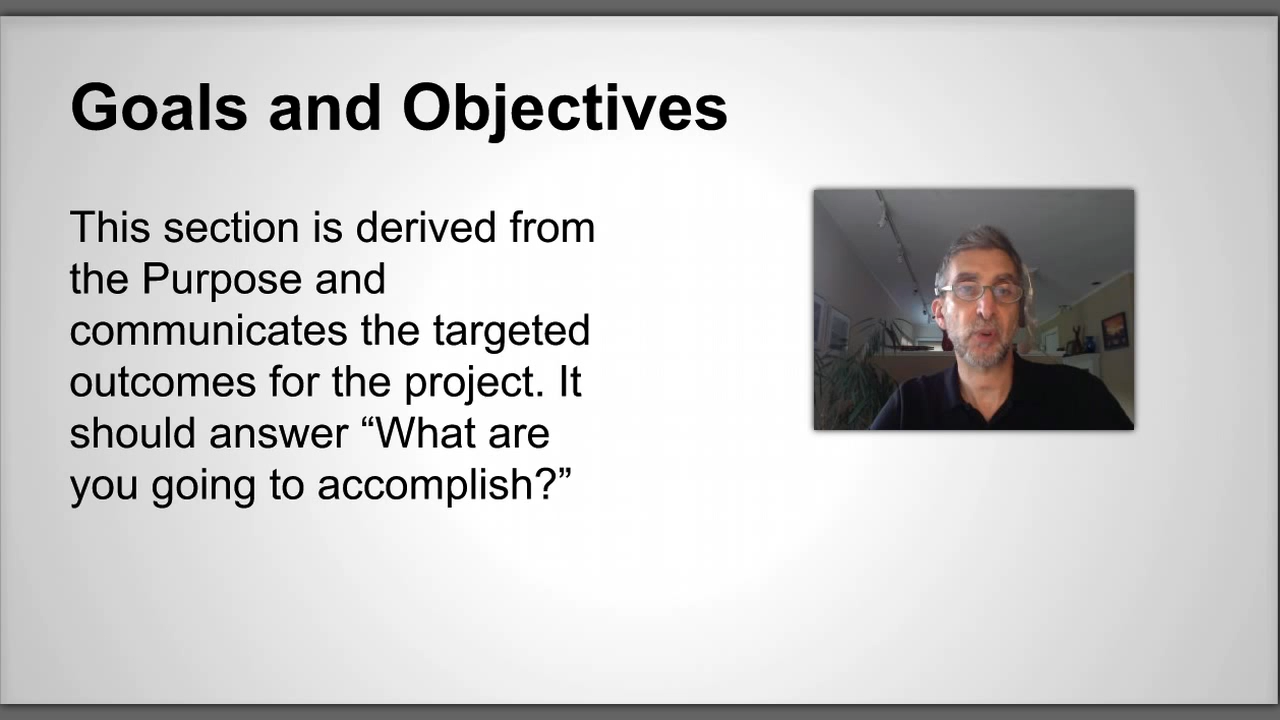 Goals and Objectives
This section is derived from
the Purpose and
communicates the targeted
outcomes for the project. It
should answer “What are
you going to accomplish?”